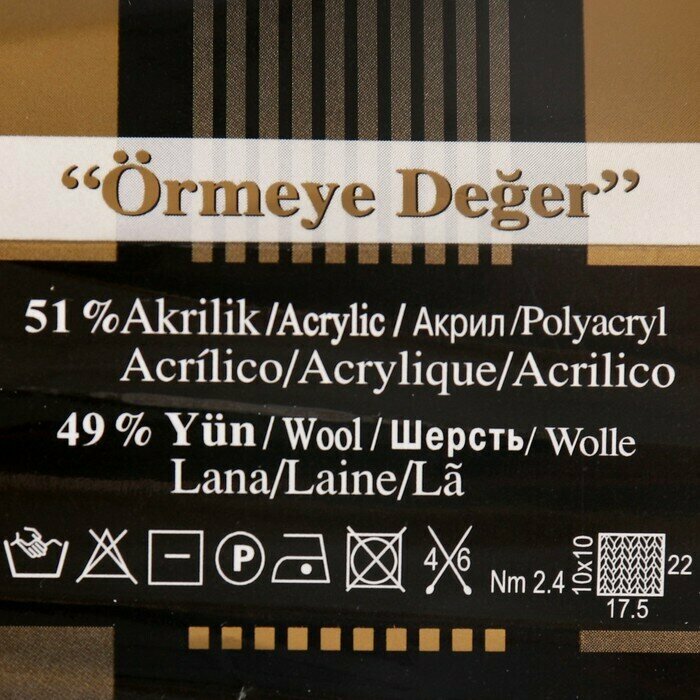 “Örmeye Değer”
51 % Akrilik / Acrylic / Акрил / Polyacryl
Acrílico/Acrylique/Acrilico
49 % Yün / Wool / Шерсть / Wolle
Lana/Laine/Lã
P
4 6
Nm 2.4
10x10
22
17.5